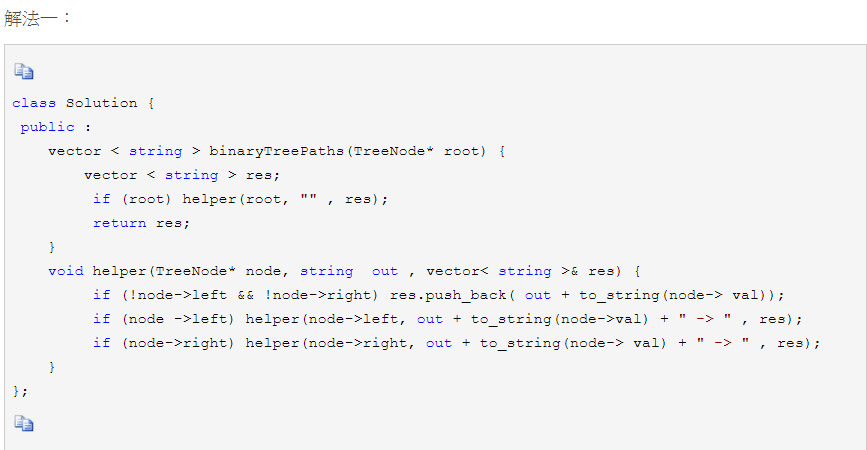 解法一：
class Solution {
public :
vector < string > binaryTreePaths(TreeNode* root) {
vector < string > res;
if (root) helper(root, "" , res);
return res;
}
void helper(TreeNode* node, string  out , vector< string >& res) {
if (!node->left && !node->right) res.push_back( out + to_string(node-> val));
if (node ->left) helper(node->left, out + to_string(node->val) + " -> " , res);
if (node->right) helper(node->right, out + to_string(node-> val) + " -> " , res);
}
};